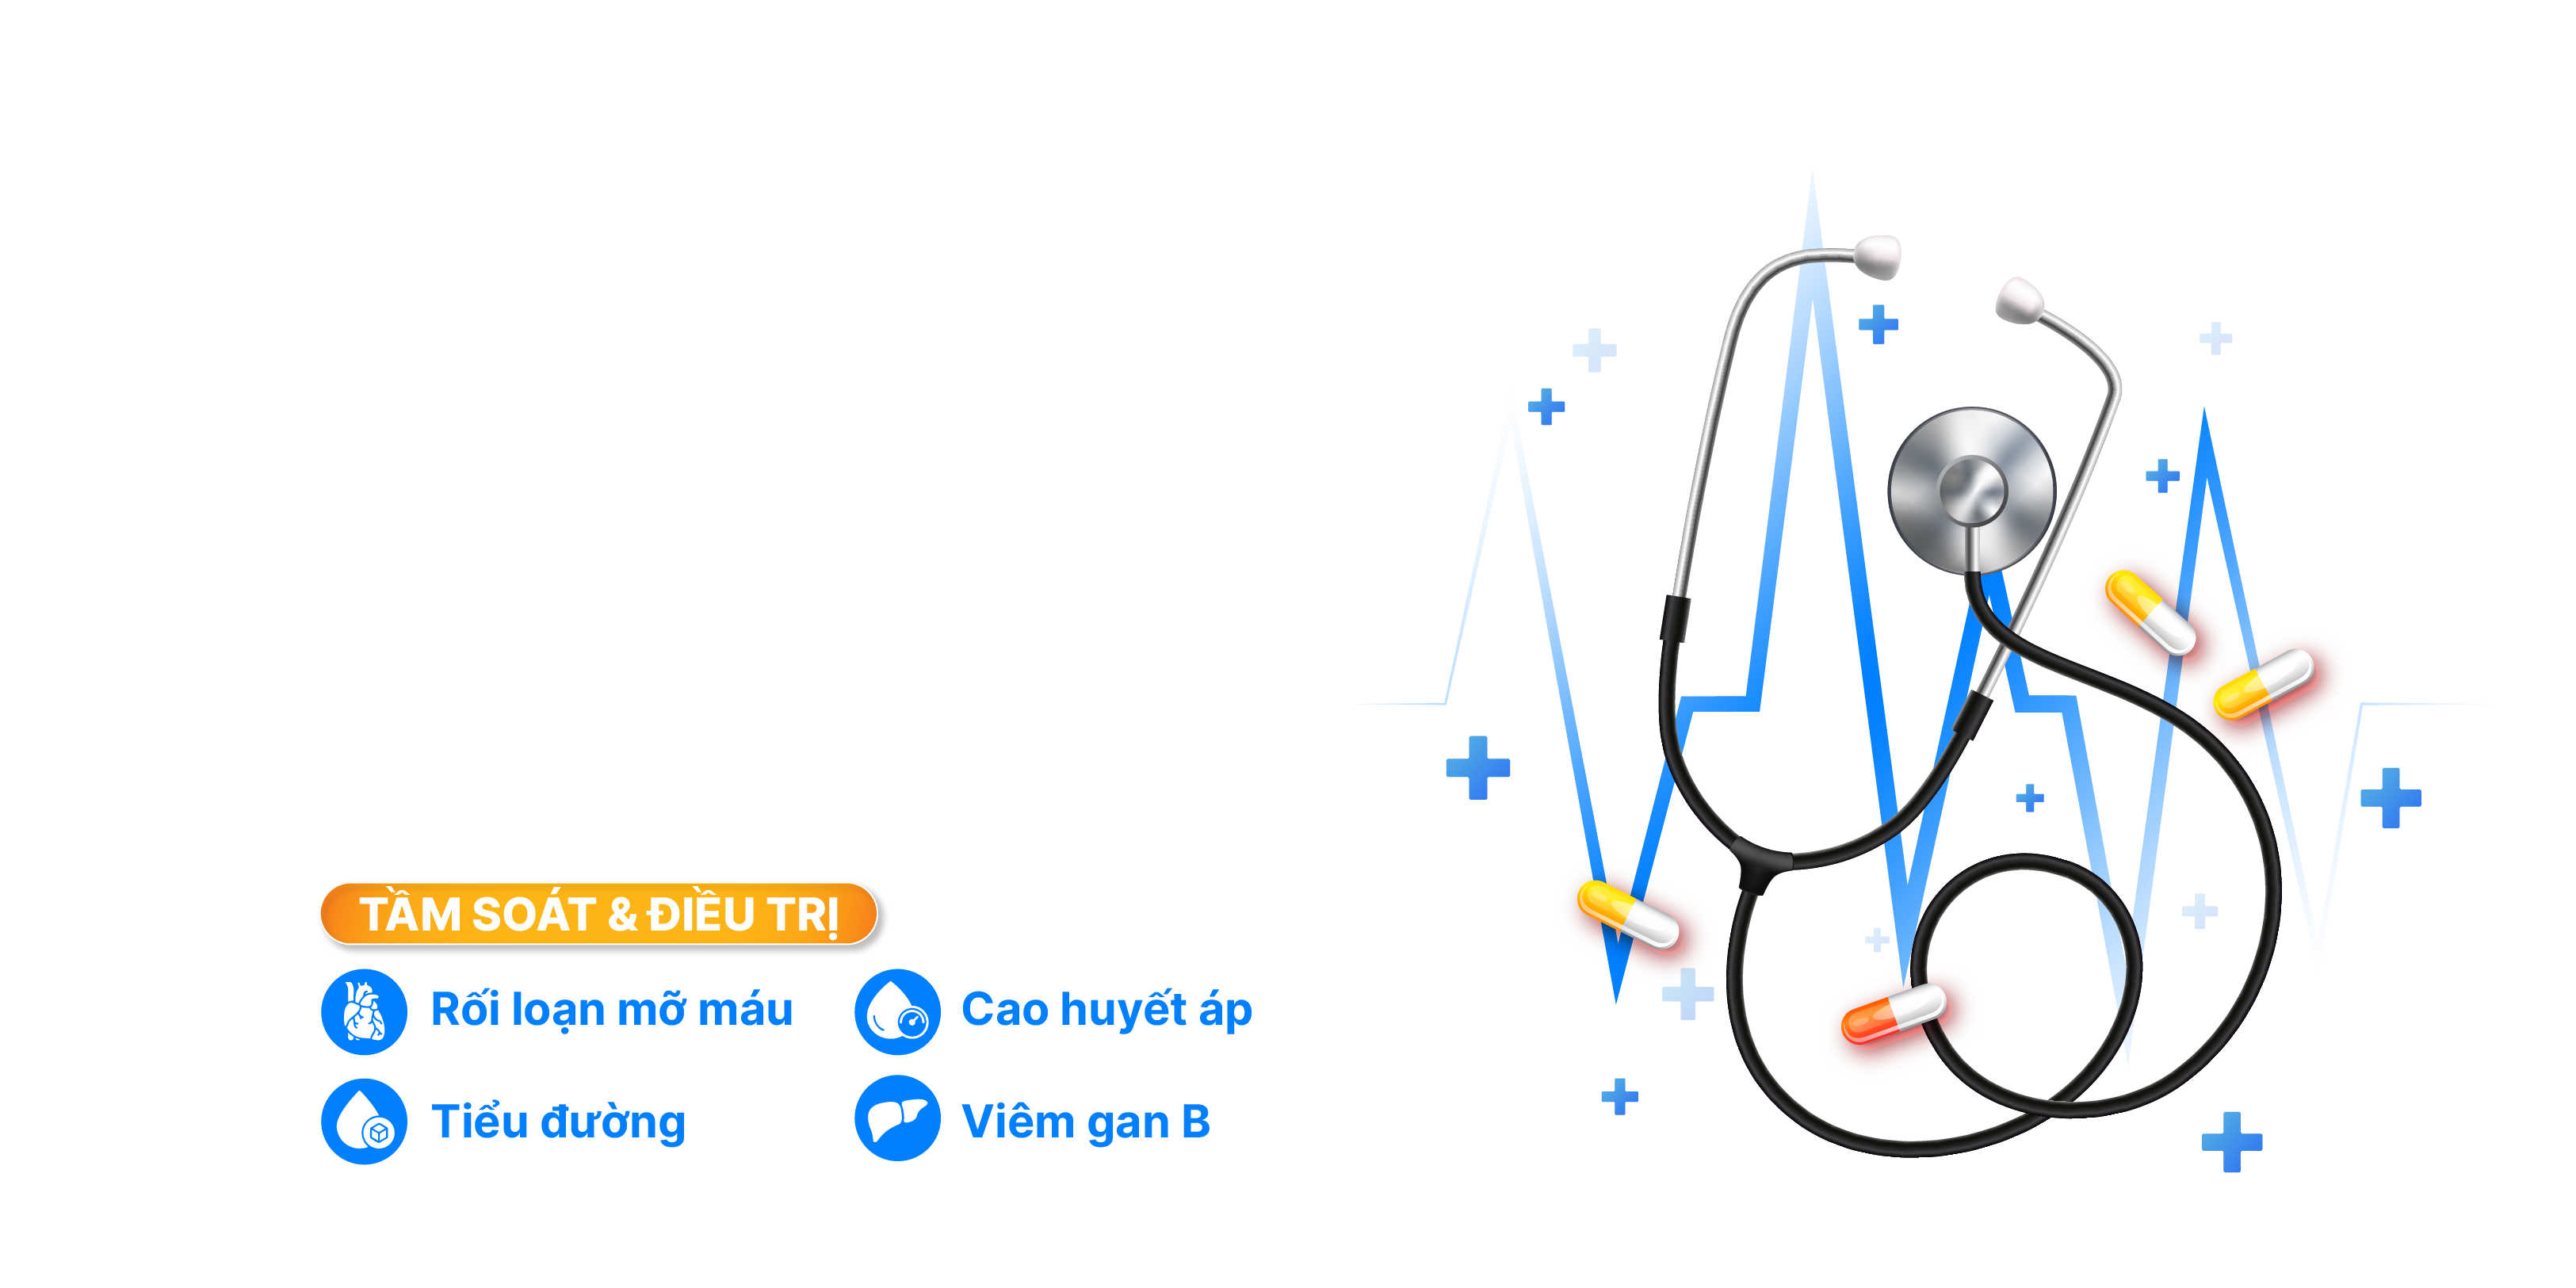 TẦM SOÁT & ĐIỀU TRỊ
Rối loạn mỡ máu
Cao huyết áp
Tiểu đường
Viêm gan B